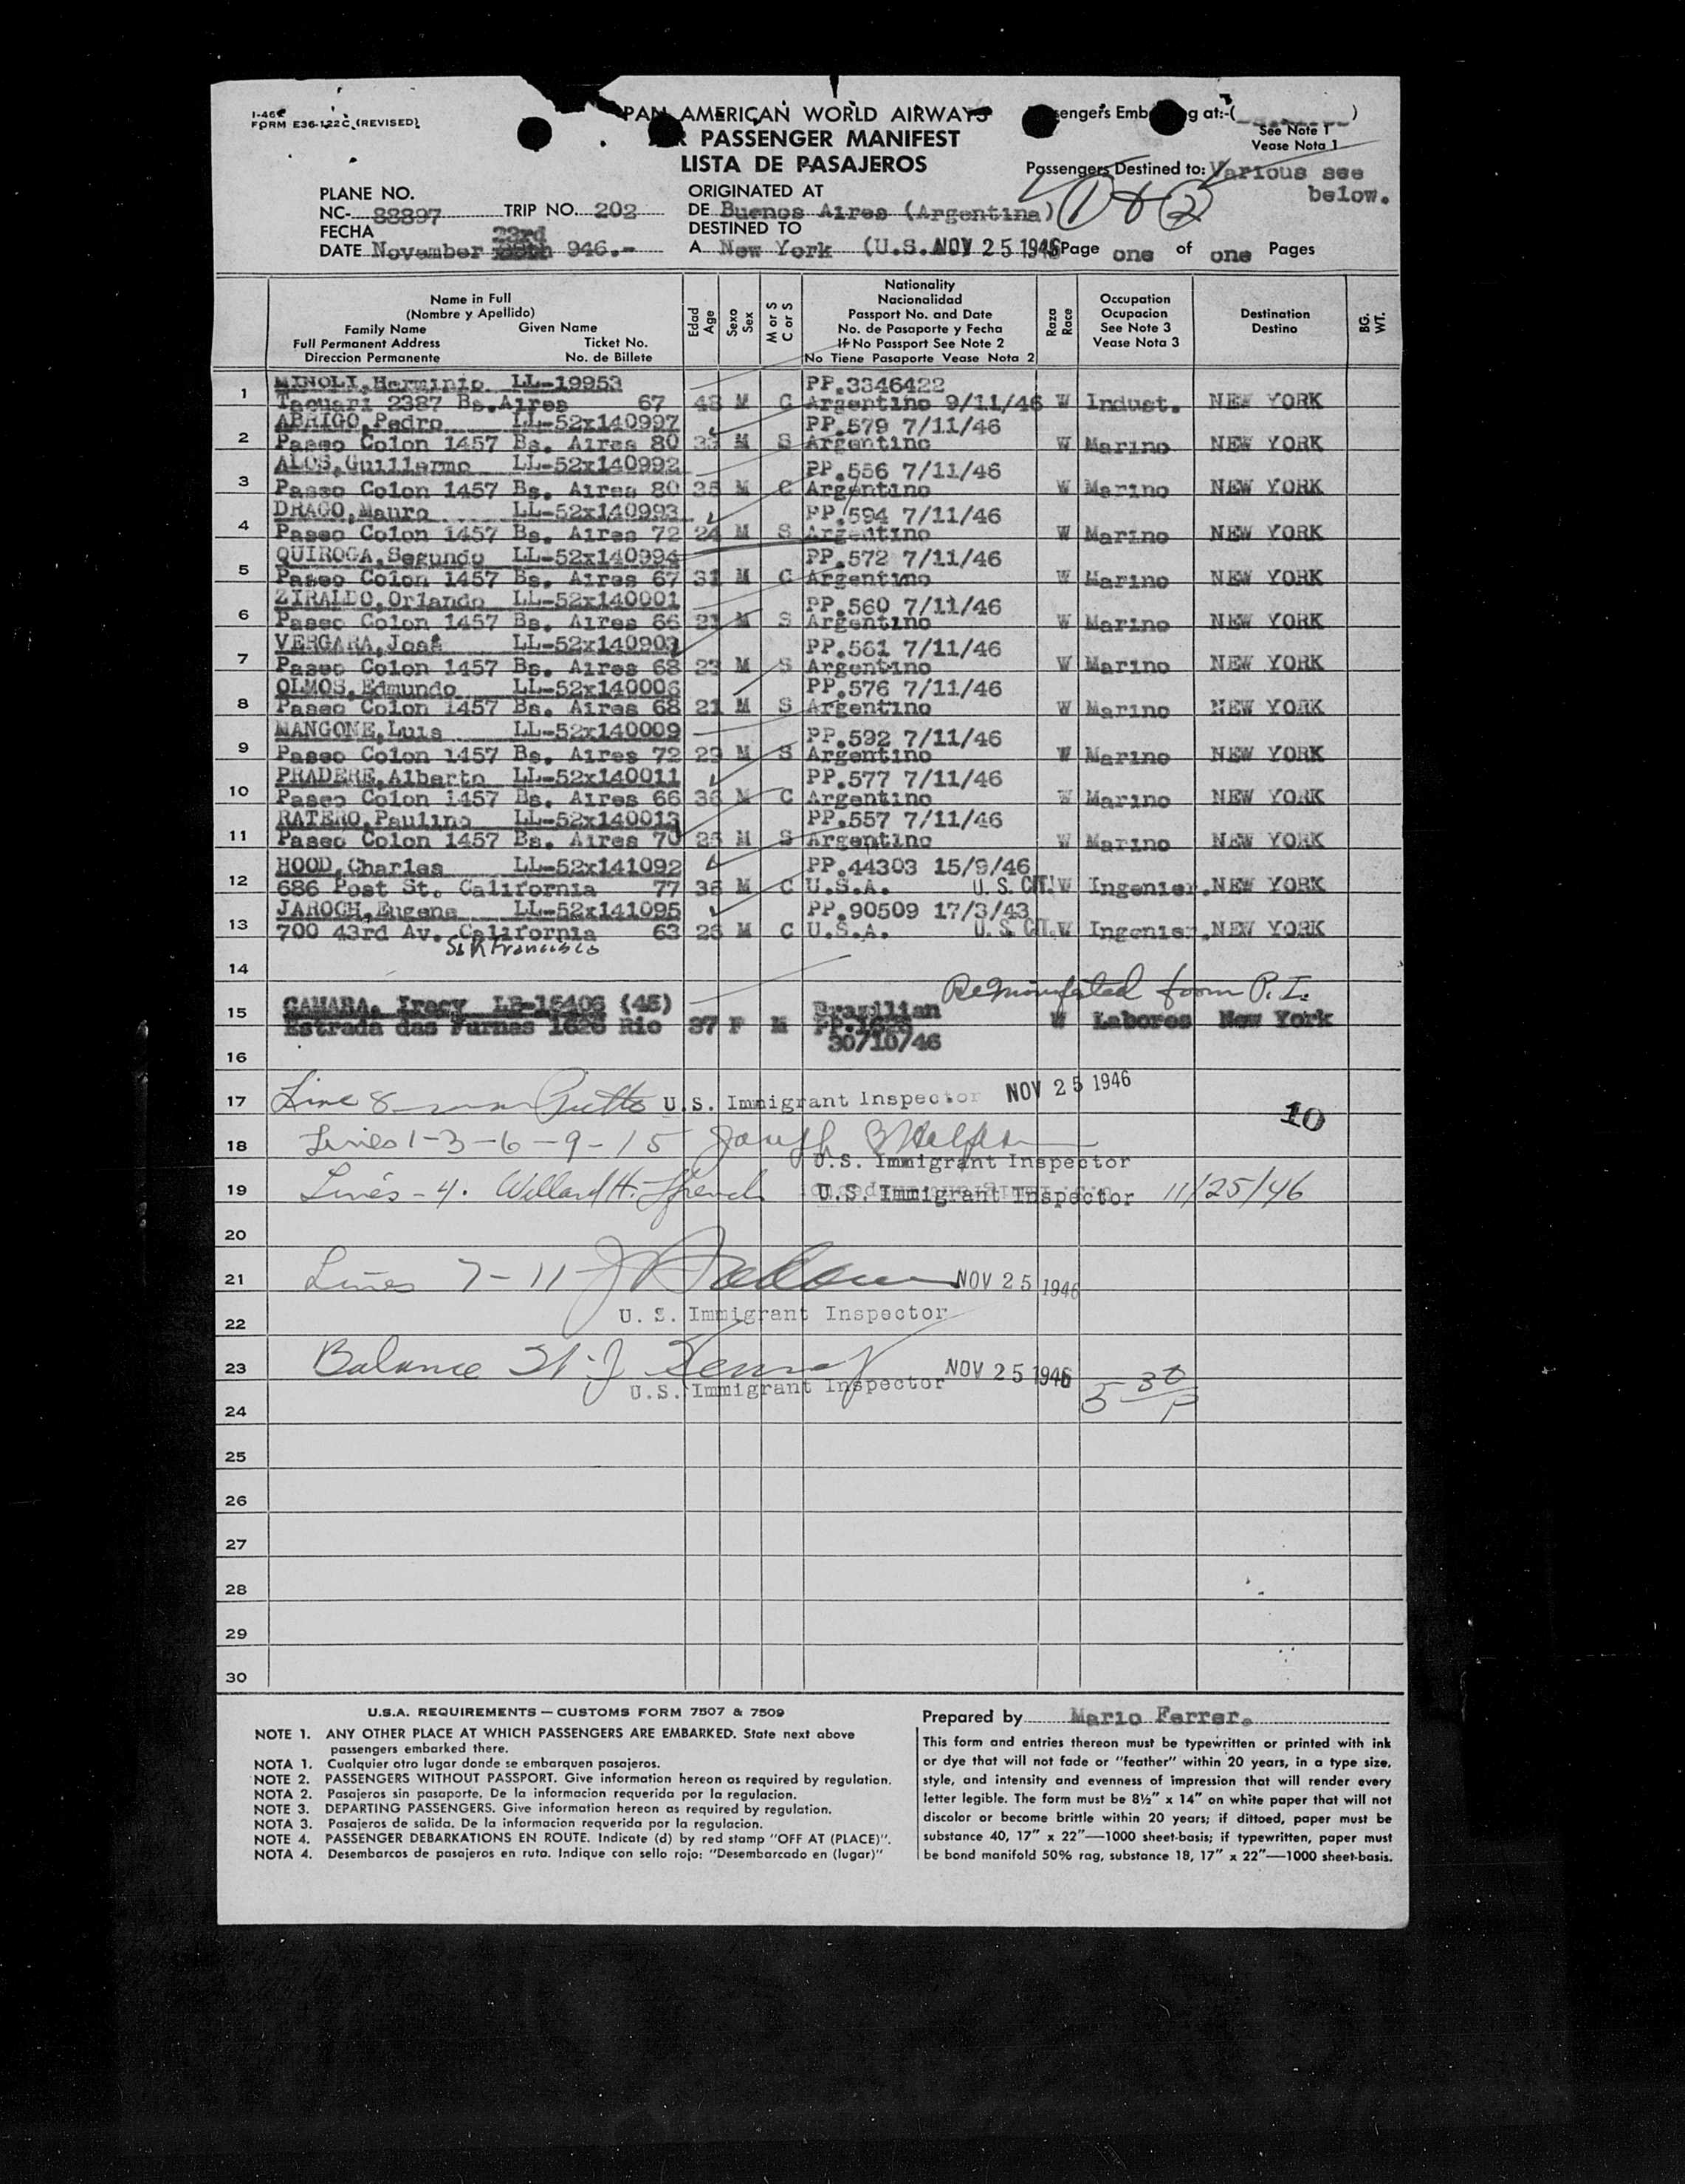 I-466
FORM E36-122C (REVISED)
PAN AMERICAN WORLD AIRWAYS
R PASSENGER MANIFEST
LISTA DE PASAJEROS
sengers Emb g at:-( )
See Note 1
Vease Nota 1
Passengers Destined to: Various see
below.
PLANE NO.
NC- 88897 TRIP NO. 202
FECHA 23rd
DATE November 946.-
ORIGINATED AT
DE Buenos Aires (Argentina)
DESTINED TO
A New York (U.S. NOV 25 1946
Page one of one Pages
Name in Full
(Nombre y Apellido)
Family Name Given Name
Full Permanent Address Ticket No.
Direccion Permanente No. de Billete
Edad
Age
Sexo
Sex
M or S
C or S
Nationality
Nacionalidad
Passport No. and Date
No. de Pasaporte y Fecha
If No Passport See Note 2
No Tiene Pasaporte Vease Nota 2
Raza
Race
Occupation
Ocupacion
See Note 3
Vease Nota 3
Destination
Destino
BG.
WT.
1 MINOLI, Herminio LL-19953 PP.3346422
Tacuari 2387 Bs.Aires 67 43 M C Argentino 9/11/46 W Indust. NEW YORK
2 ABRIGO, Pedro LL-52x140997 PP.579 7/11/46
Paseo Colon 1457 Bs. Aires 80 33 M S Argentino W Marino NEW YORK
3 ALOS, Guillermo LL-52x140992 PP.556 7/11/46
Paseo Colon 1457 Bs. Aires 80 35 M C Argentino W Marino NEW YORK
4 DRAGO, Mauro LL-52x140993 PP.594 7/11/46
Paseo Colon 1457 Bs. Aires 72 24 M S Argentino W Marino NEW YORK
5 QUIROGA, Segundo LL-52x140994 PP.572 7/11/46
Paseo Colon 1457 Bs. Aires 67 31 M C Argentino W Marino NEW YORK
6 ZIRALDO, Orlando LL-52x140001 PP.560 7/11/46
Paseo Colon 1457 Bs. Aires 66 21 M S Argentino W Marino NEW YORK
7 VERGARA, José LL-52x140903 PP.561 7/11/46
Paseo Colon 1457 Bs. Aires 68 23 M S Argentino W Marino NEW YORK
8 OLMOS, Edmundo LL-52x140006 PP.576 7/11/46
Paseo Colon 1457 Bs. Aires 68 21 M S Argentino W Marino NEW YORK
9 MANGONE, Luis LL-52x140009 PP.592 7/11/46
Paseo Colon 1457 Bs. Aires 72 29 M S Argentino W Marino NEW YORK
10 PRADERE, Alberto LL-52x140011 PP.577 7/11/46
Paseo Colon 1457 Bs. Aires 66 36 M C Argentino W Marino NEW YORK
11 RATERO, Paulino LL-52x140013 PP.557 7/11/46
Paseo Colon 1457 Bs. Aires 70 25 M S Argentino W Marino NEW YORK
12 HOOD, Charles LL-52x141092 PP.44303 15/9/46
686 Post St. California 77 36 M C U.S.A. U.S. CIT. W Ingenier. NEW YORK
13 JAROCH, Eugene LL-52x141095 PP.90509 17/3/43
700 43rd Av. California 63 25 M C U.S.A. U.S. CIT. W Ingenier. NEW YORK
San Francisco
14
Remanifested from P. I.
15 CAMARA, Iracy LB-15406 (45) Brazilian
Estrada das Furnas 1626 Rio 37 F M PP.1626 W Labores New York
30/10/46
16
17 Line 8 U.S. Immigrant Inspector NOV 25 1946
10
18 Lines 1-3-6-9-15 Joseph
U.S. Immigrant Inspector
19 Lines - 4. Willard H. French U.S. Immigrant Inspector 11/25/46
20
21 Lines 7-11 NOV 25 1946
U.S. Immigrant Inspector
22
23 Balance NOV 25 1946
U.S. Immigrant Inspector
5 30 P
24
25
26
27
28
29
30
U.S.A. REQUIREMENTS — CUSTOMS FORM 7507 & 7509
NOTE 1. ANY OTHER PLACE AT WHICH PASSENGERS ARE EMBARKED. State next above
passengers embarked there.
NOTA 1. Cualquier otro lugar donde se embarquen pasajeros.
NOTE 2. PASSENGERS WITHOUT PASSPORT. Give information hereon as required by regulation.
NOTA 2. Pasajeros sin pasaporte. De la informacion requerida por la regulacion.
NOTE 3. DEPARTING PASSENGERS. Give information hereon as required by regulation.
NOTA 3. Pasajeros de salida. De la informacion requerida por la regulacion.
NOTE 4. PASSENGER DEBARKATIONS EN ROUTE. Indicate (d) by red stamp "OFF AT (PLACE)".
NOTA 4. Desembarcos de pasajeros en ruta. Indique con sello rojo: "Desembarcado en (lugar)"
Prepared by Mario Ferrer.
This form and entries thereon must be typewritten or printed with ink
or dye that will not fade or "feather" within 20 years, in a type size,
style, and intensity and evenness of impression that will render every
letter legible. The form must be 8½" x 14" on white paper that will not
discolor or become brittle within 20 years; if dittoed, paper must be
substance 40, 17" x 22"—1000 sheet-basis; if typewritten, paper must
be bond manifold 50% rag, substance 18, 17" x 22"—1000 sheet-basis.